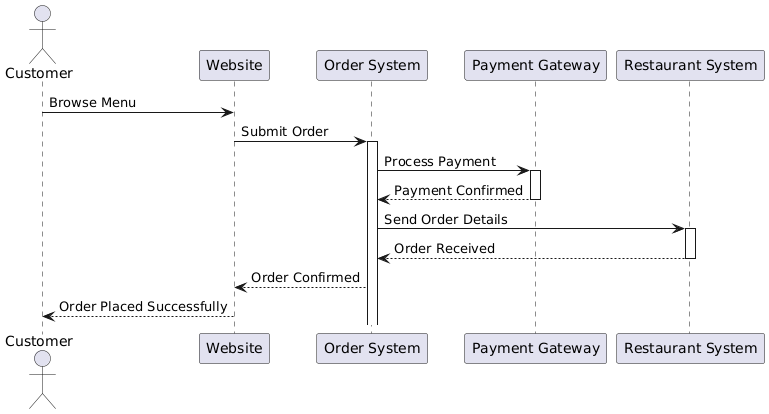 Customer
Website
Order System
Payment Gateway
Restaurant System
Browse Menu
Submit Order
Process Payment
Payment Confirmed
Send Order Details
Order Received
Order Confirmed
Order Placed Successfully
Customer
Website
Order System
Payment Gateway
Restaurant System